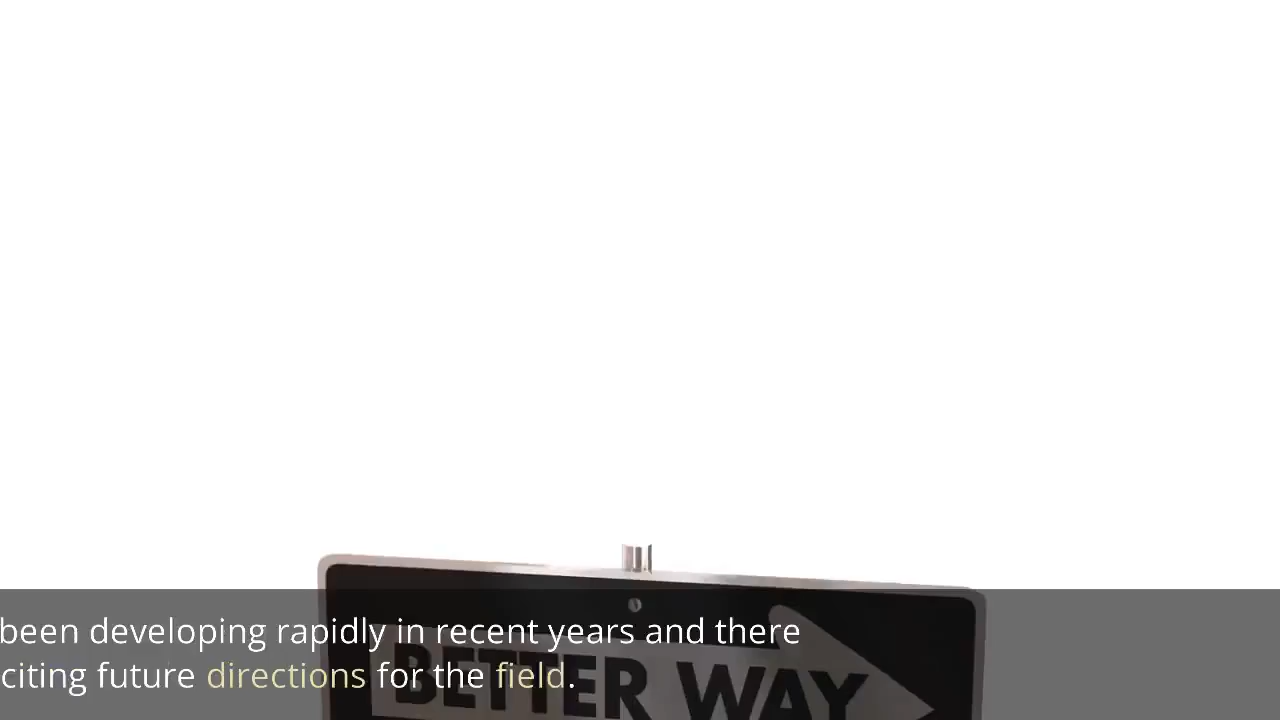 been developing rapidly in recent years and there
citing future directions for the field.
BETTER WAY